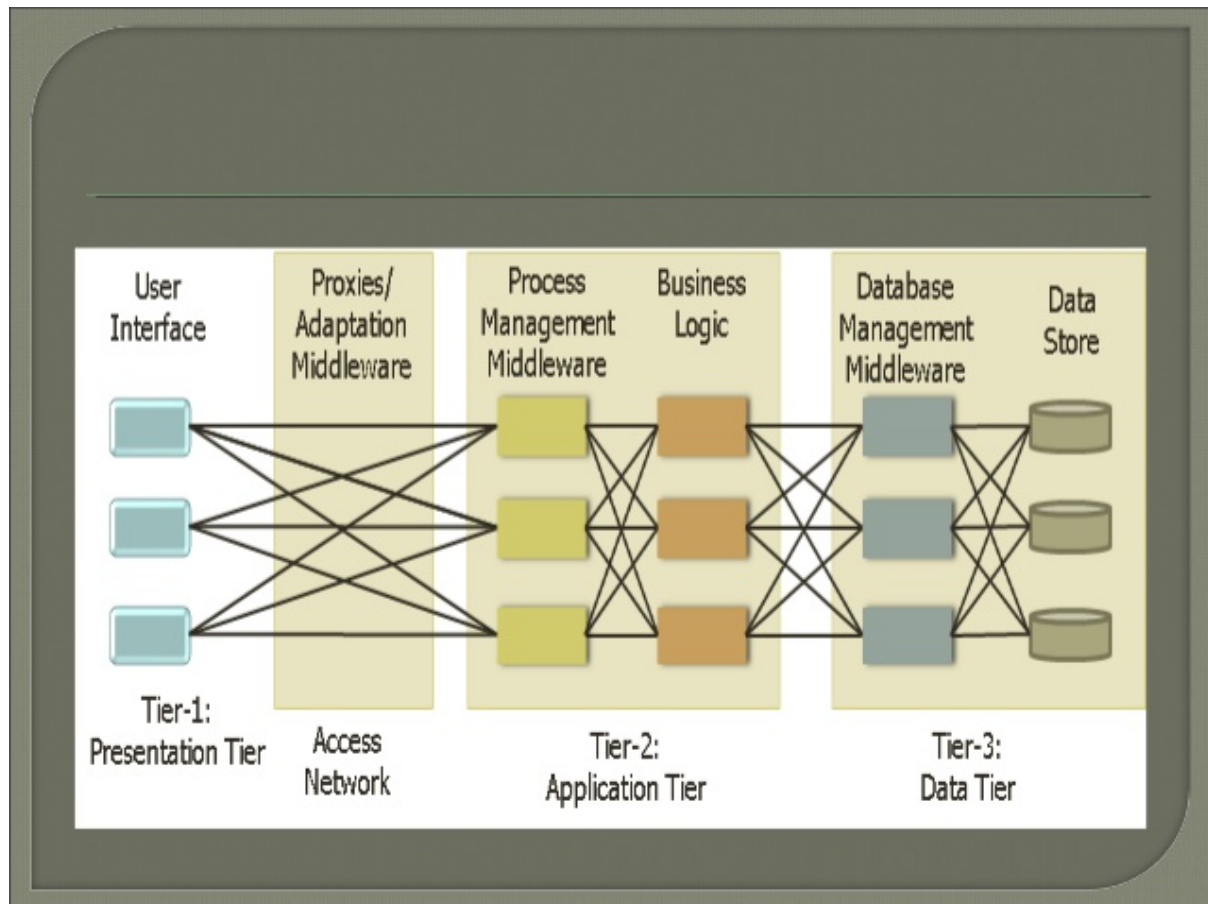 User
Interface
Proxies/
Adaptation
Middleware
Process
Management
Middleware
Business
Logic
Database
Management
Middleware
Data
Store
Tier-1:
Presentation Tier
Access
Network
Tier-2:
Application Tier
Tier-3:
Data Tier